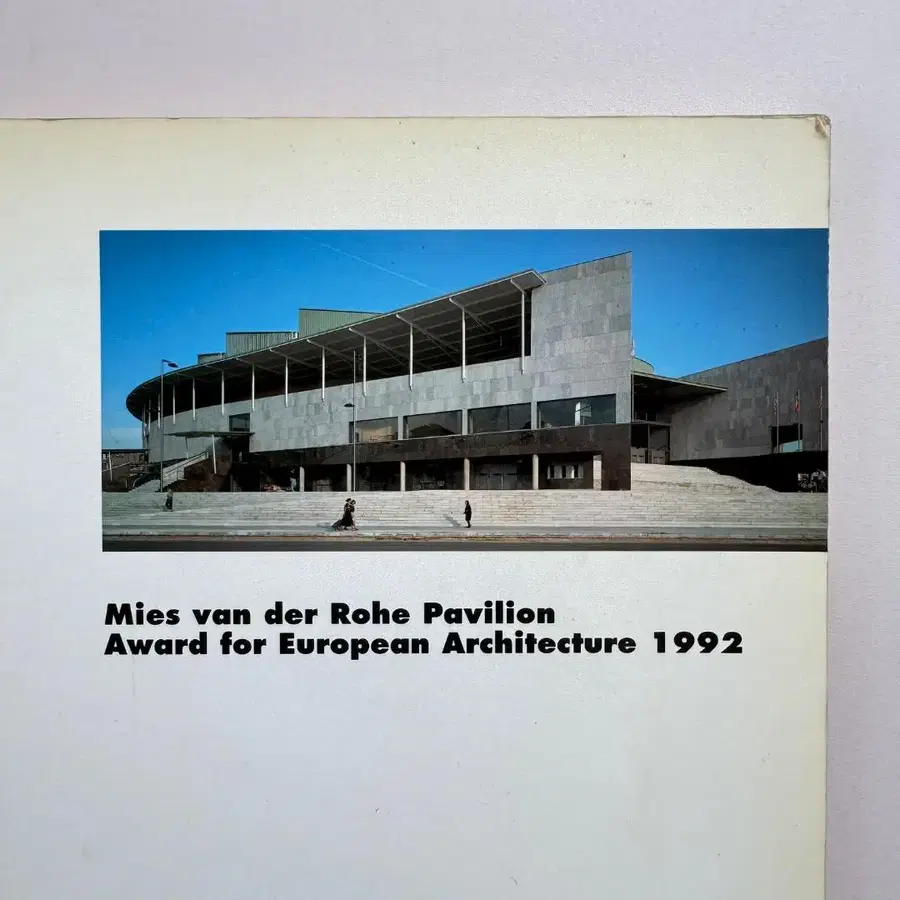 Mies van der Rohe Pavilion
Award for European Architecture 1992